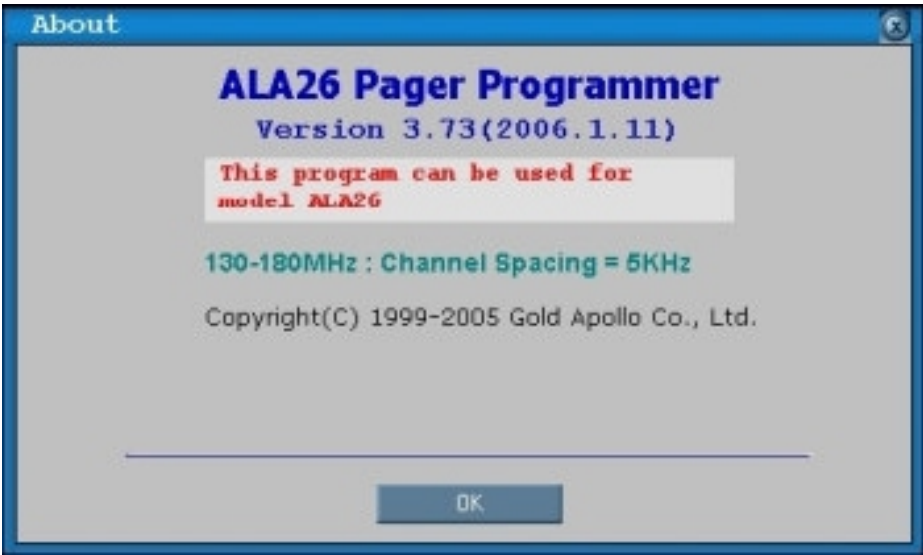 About
ALA26 Pager Programmer
Version 3.73(2006.1.11)
This program can be used for
model ALA26
130-180MHz : Channel Spacing = 5KHz
Copyright(C) 1999-2005 Gold Apollo Co., Ltd.
OK